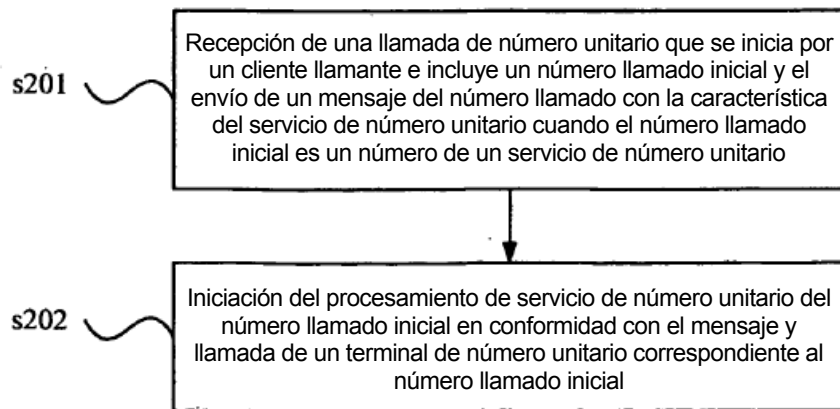 Recepción de una llamada de número unitario que se inicia por
un cliente llamante e incluye un número llamado inicial y el
s201
envío de un mensaje del número llamado con la característica
del servicio de número unitario cuando el número llamado
inicial es un número de un servicio de número unitario
Iniciación del procesamiento de servicio de número unitario del
s202
número llamado inicial en conformidad con el mensaje y
llamada de un terminal de número unitario correspondiente al
número llamado inicial